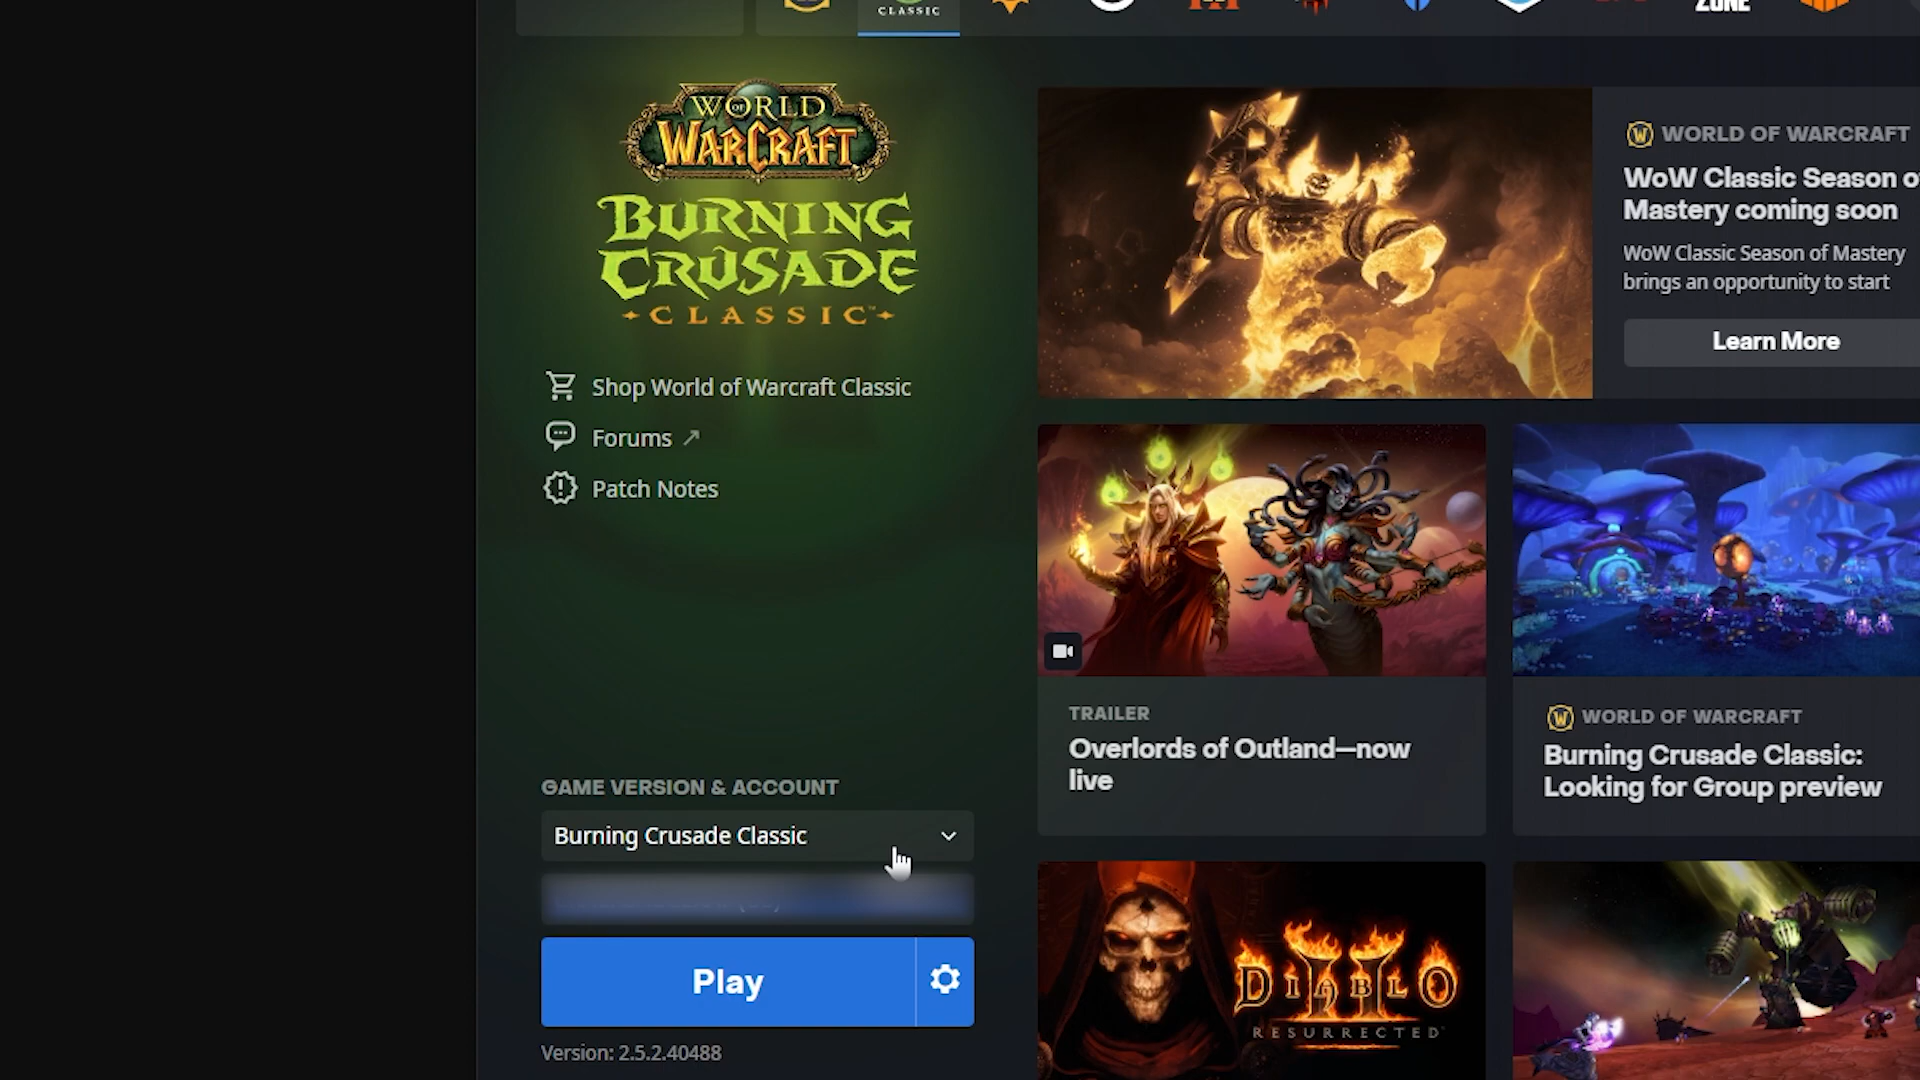 CLASSIC
ZONE
WORLD
OF
WARCRAFT
BURNING
CRUSADE
CLASSIC™
Shop World of Warcraft Classic
Forums ↗
Patch Notes
GAME VERSION & ACCOUNT
Burning Crusade Classic
Play
Version: 2.5.2.40488
WORLD OF WARCRAFT
WoW Classic Season o
Mastery coming soon
WoW Classic Season of Mastery
brings an opportunity to start
Learn More
TRAILER
Overlords of Outland—now
live
WORLD OF WARCRAFT
Burning Crusade Classic:
Looking for Group preview
DIABLO II
RESURRECTED